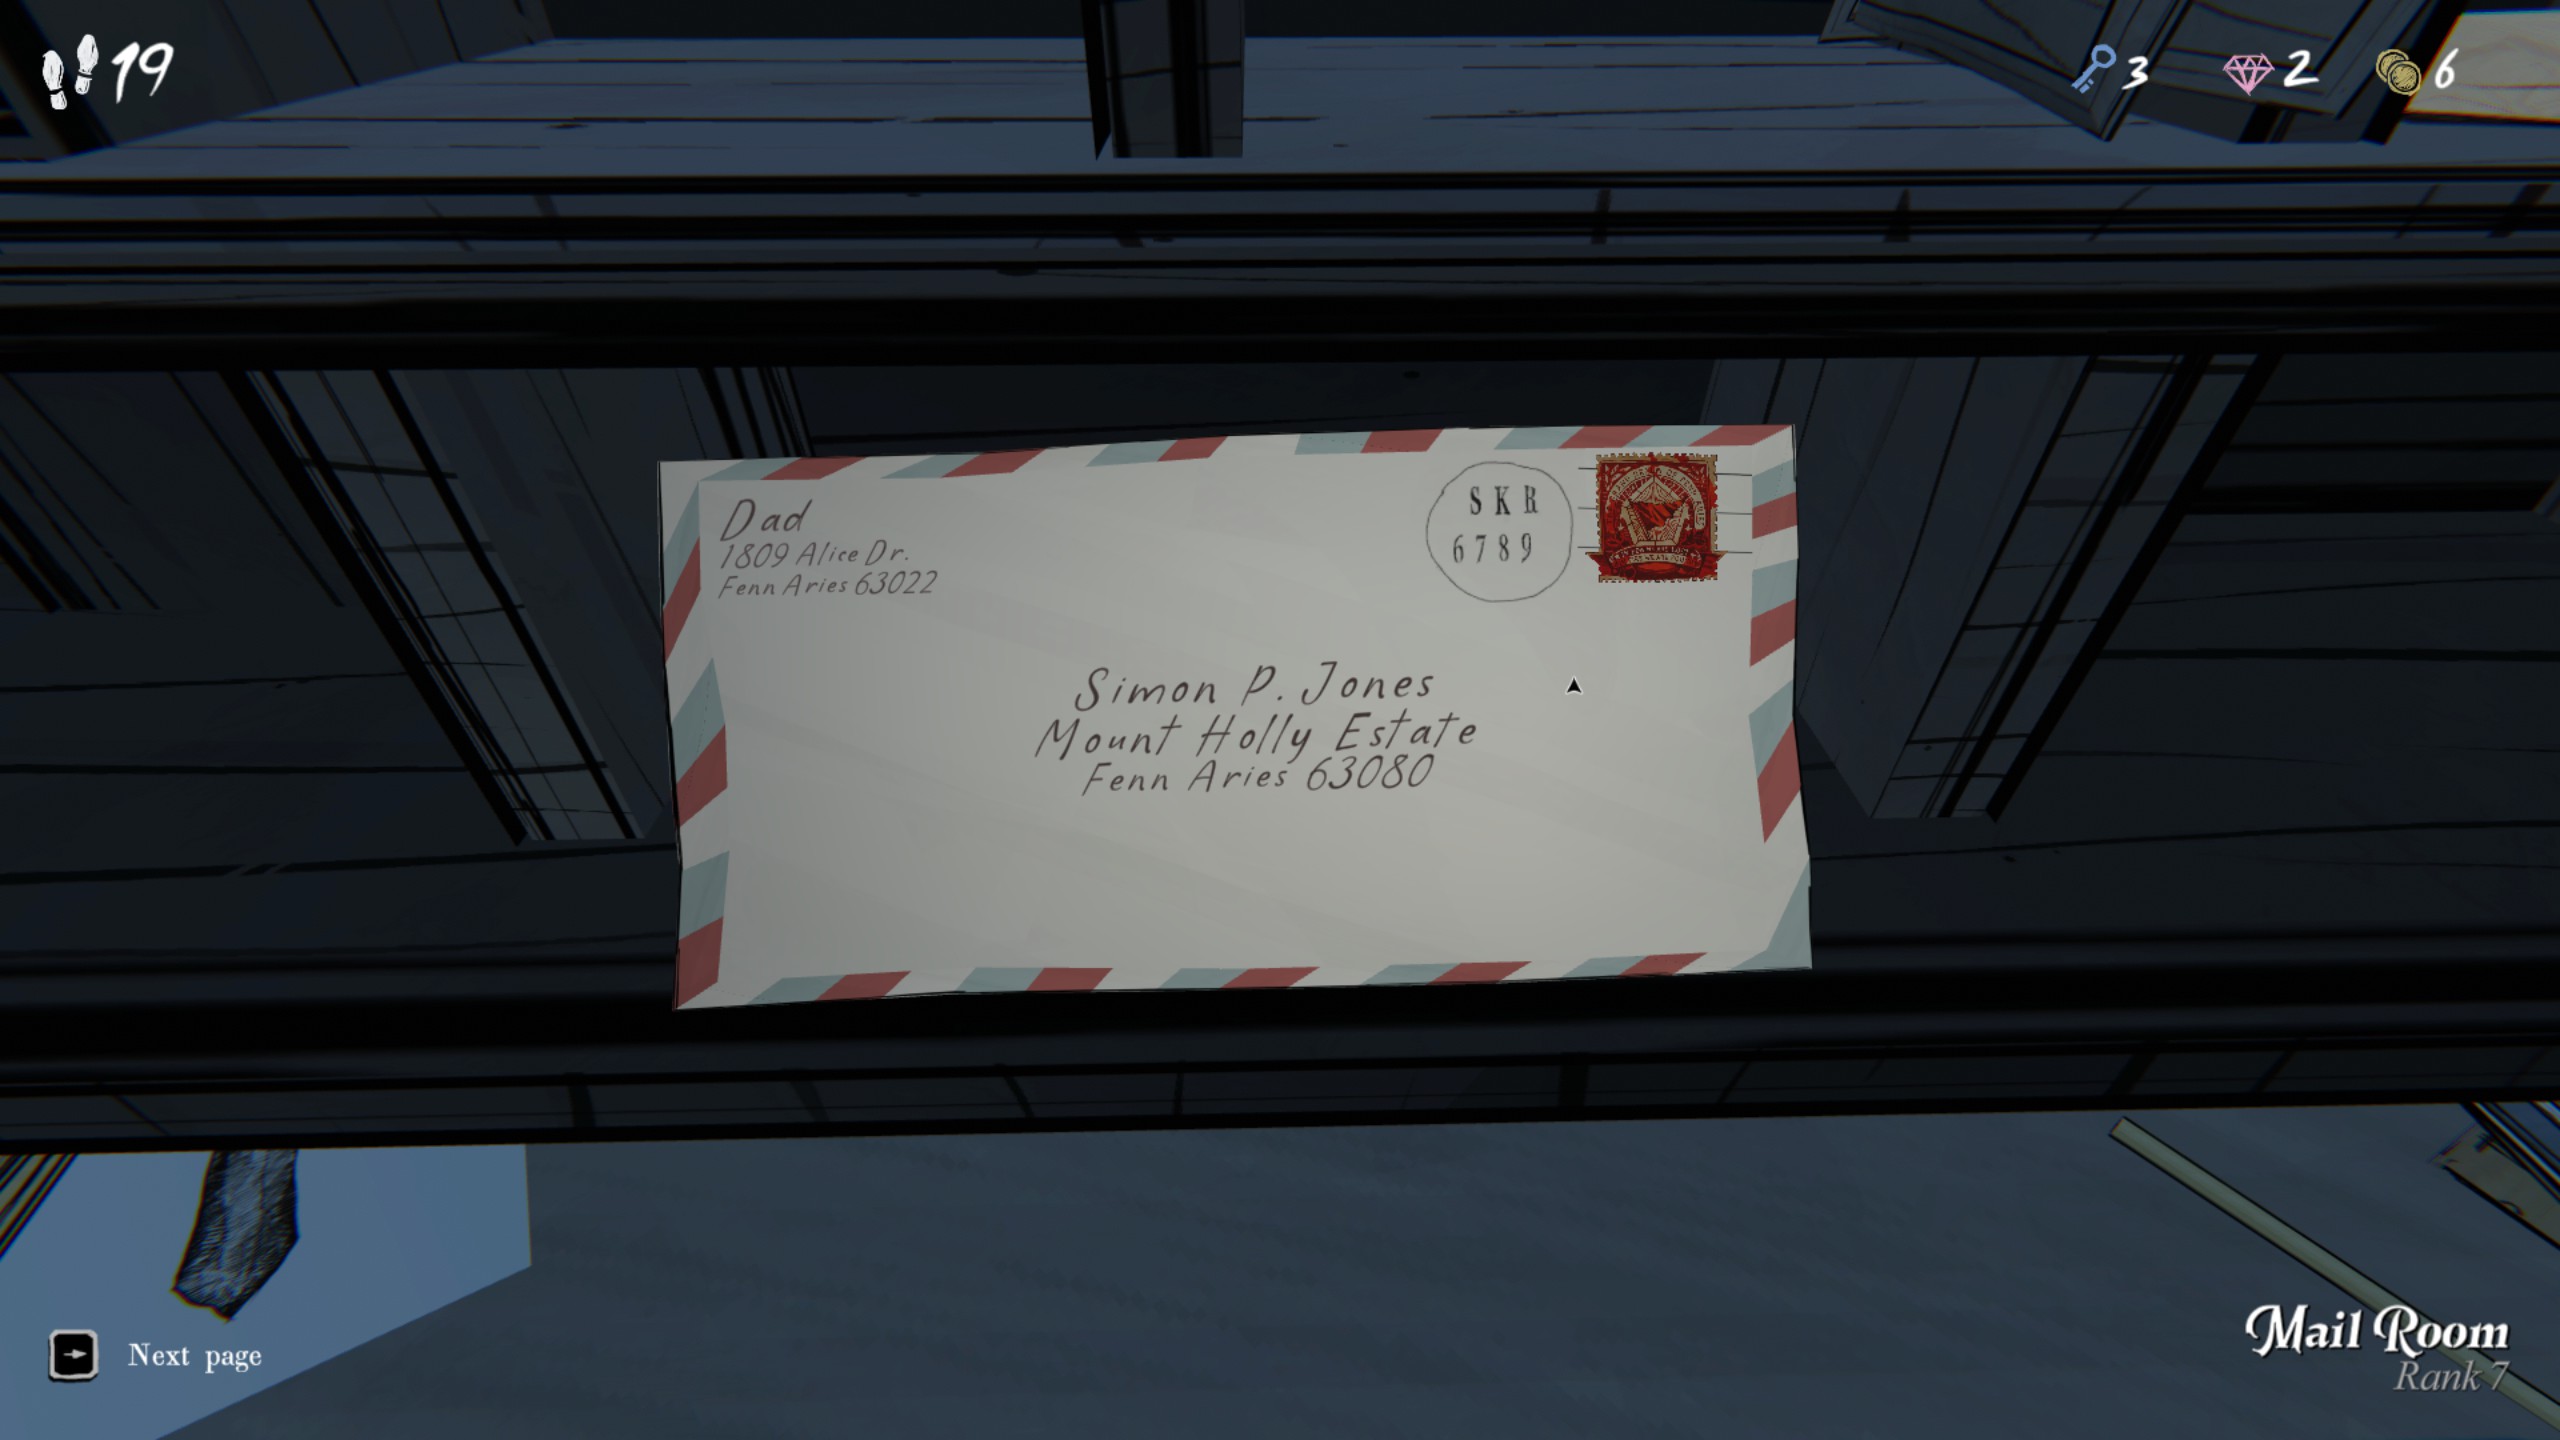 19
3
2
6
Dad
1809 Alice Dr.
Fenn Aries 63022
SKR
6789
Simon P. Jones
Mount Holly Estate
Fenn Aries 63080
Next page
Mail Room
Rank 7